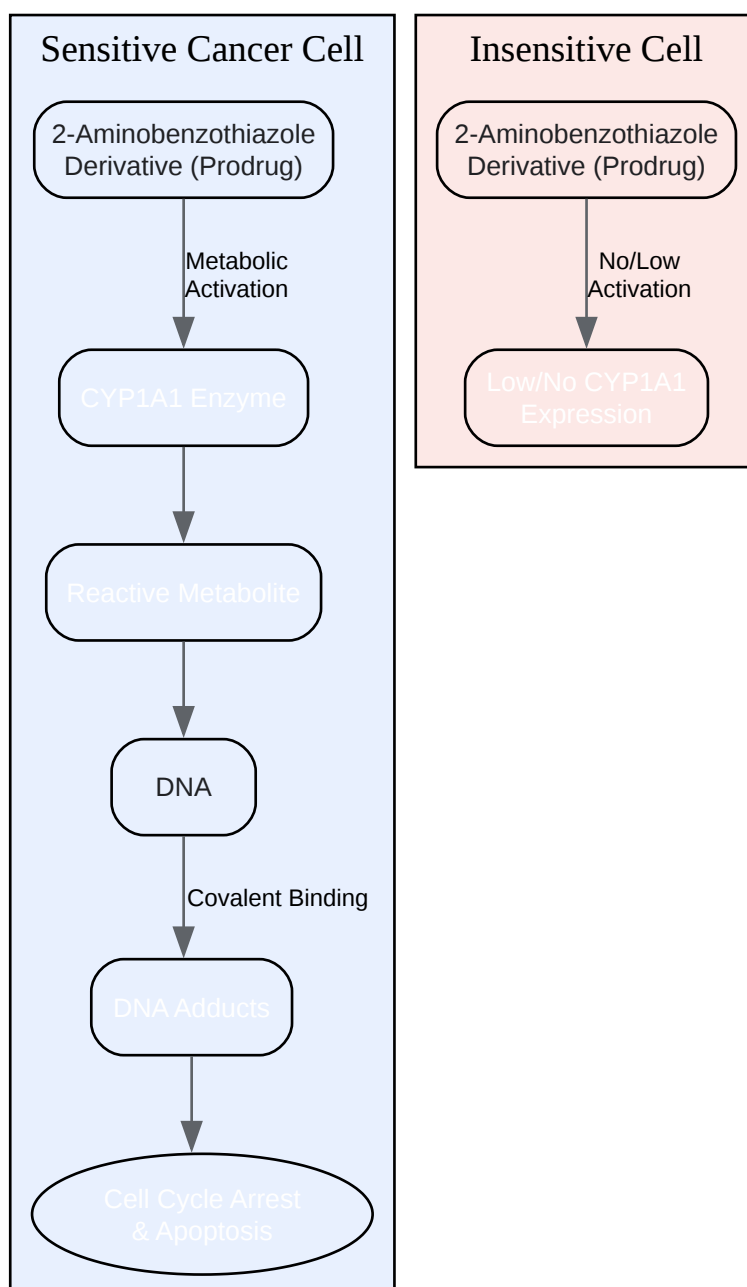 Sensitive Cancer Cell
2-Aminobenzothiazole
Derivative (Prodrug)
Metabolic
Activation
CYP1A1 Enzyme
Reactive Metabolite
DNA
Covalent Binding
DNA Adducts
Cell Cycle Arrest
& Apoptosis
Insensitive Cell
2-Aminobenzothiazole
Derivative (Prodrug)
No/Low
Activation
Low/No CYP1A1
Expression